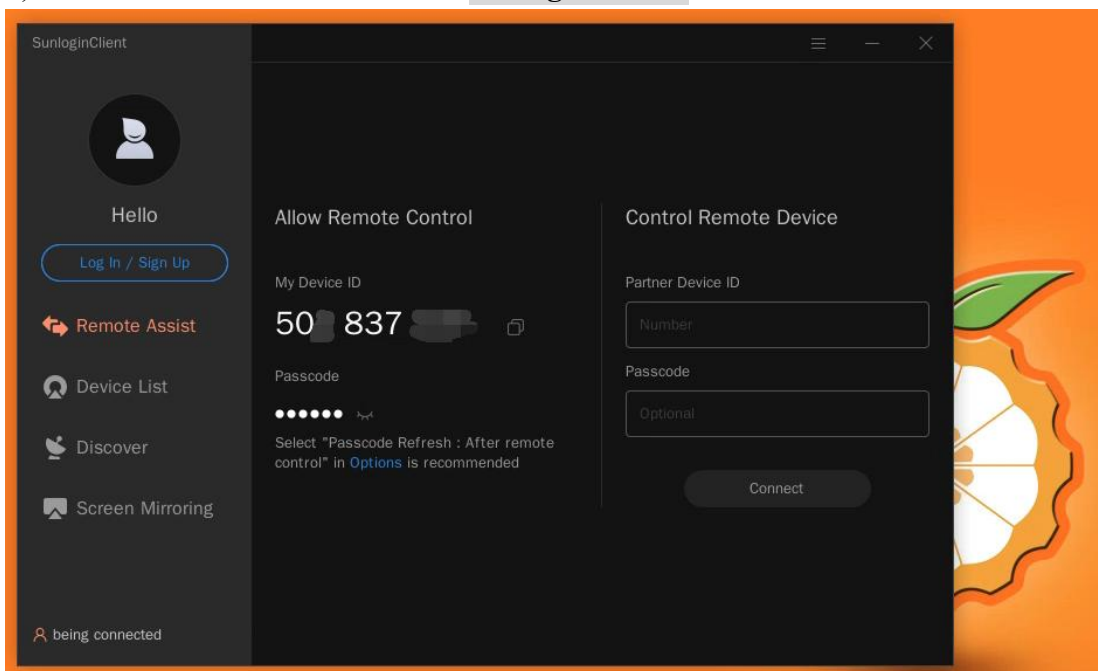 SunloginClient
Hello
Log In / Sign Up
Remote Assist
Device List
Discover
Screen Mirroring
being connected
Allow Remote Control
My Device ID
50 837
Passcode
Select "Passcode Refresh : After remote
control" in Options is recommended
Control Remote Device
Partner Device ID
Number
Passcode
Optional
Connect